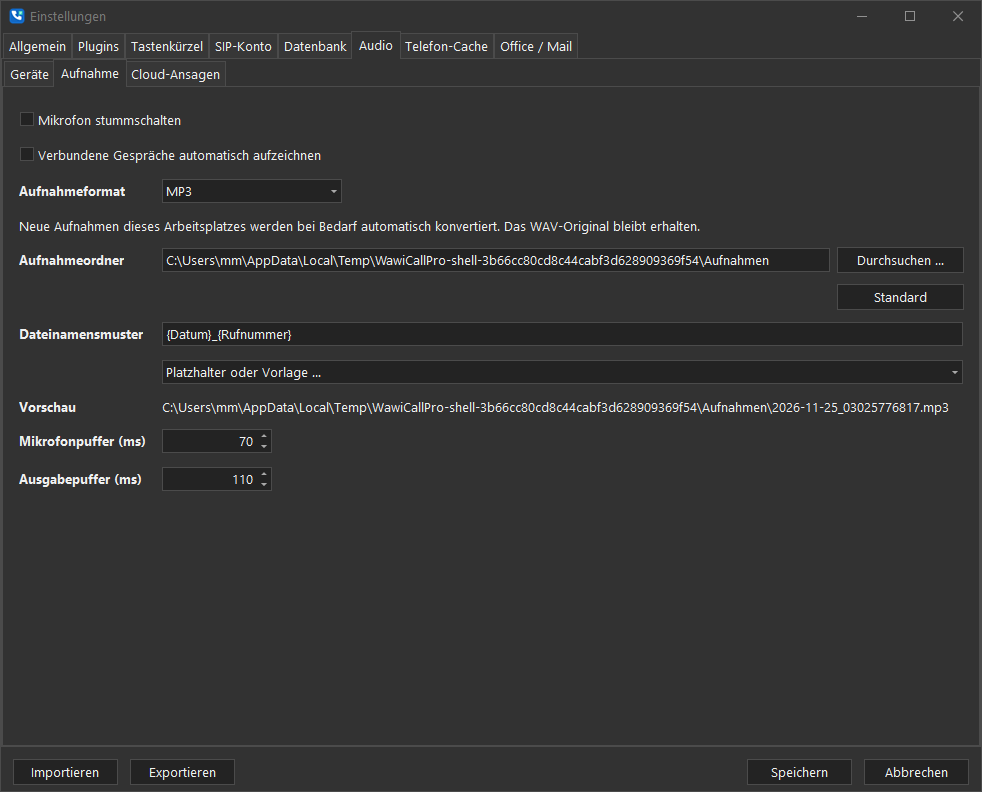 Einstellungen
Allgemein Plugins Tastenkürzel SIP-Konto Datenbank Audio Telefon-Cache Office / Mail
Geräte Aufnahme Cloud-Ansagen
Mikrofon stummschalten
Verbundene Gespräche automatisch aufzeichnen
Aufnahmeformat MP3
Neue Aufnahmen dieses Arbeitsplatzes werden bei Bedarf automatisch konvertiert. Das WAV-Original bleibt erhalten.
Aufnahmeordner C:\Users\mm\AppData\Local\Temp\WawiCallPro-shell-3b66cc80cd8c44cabf3d628909369f54\Aufnahmen Durchsuchen ...
Standard
Dateinamensmuster {Datum}_{Rufnummer}
Platzhalter oder Vorlage ...
Vorschau C:\Users\mm\AppData\Local\Temp\WawiCallPro-shell-3b66cc80cd8c44cabf3d628909369f54\Aufnahmen\2026-11-25_03025776817.mp3
Mikrofonpuffer (ms) 70
Ausgabepuffer (ms) 110
Importieren Exportieren Speichern Abbrechen